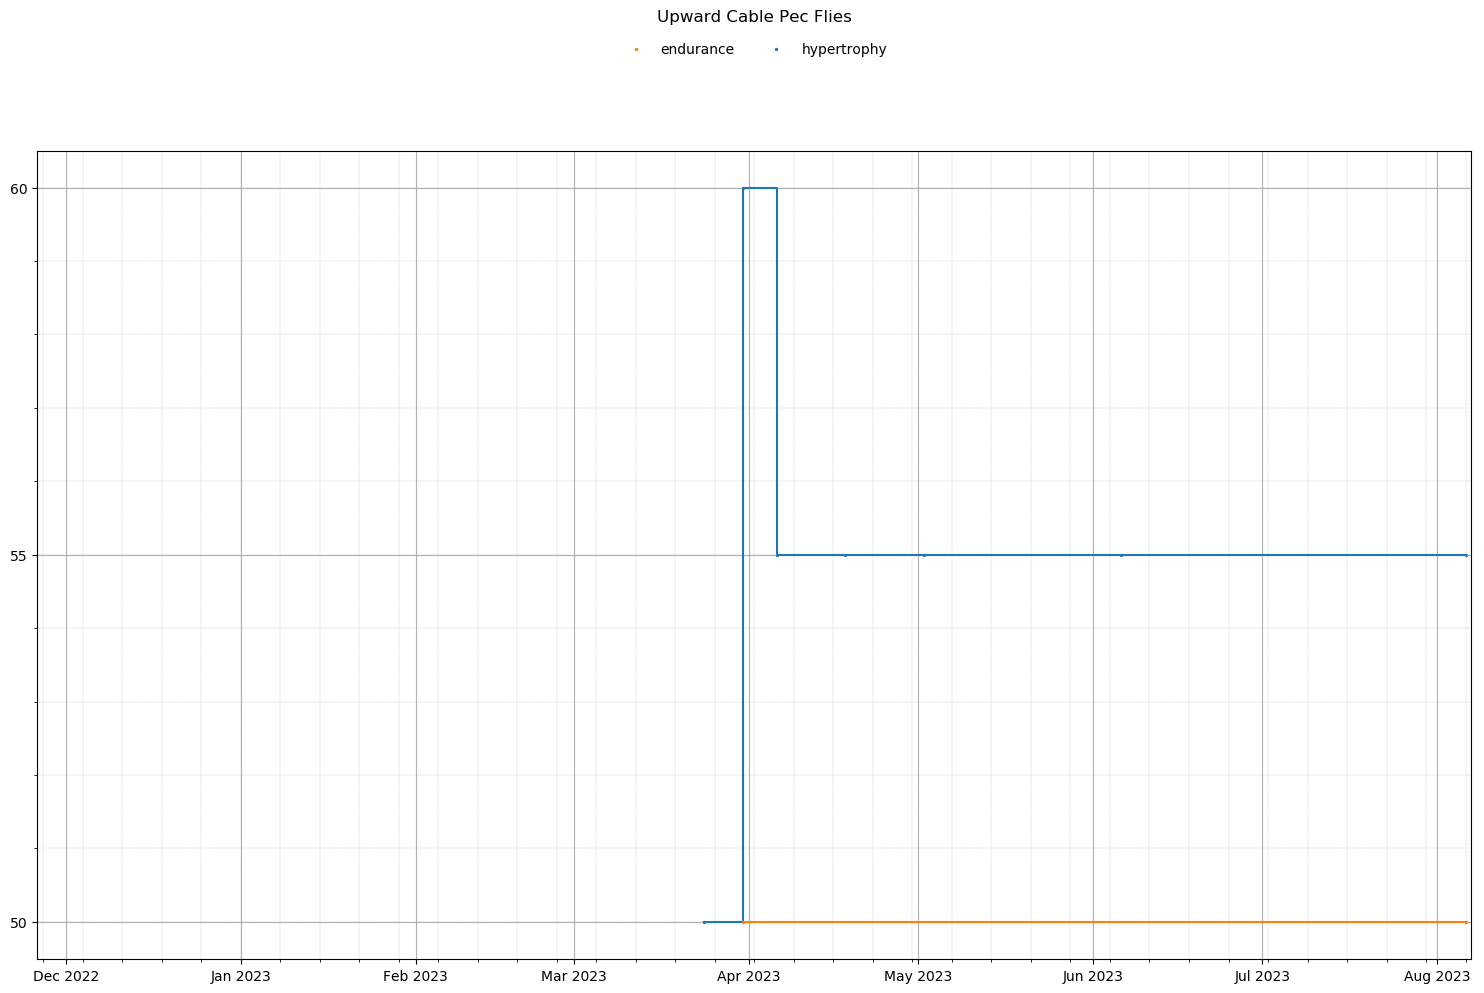 Upward Cable Pec Flies
endurance hypertrophy
60
55
50
Dec 2022 Jan 2023 Feb 2023 Mar 2023 Apr 2023 May 2023 Jun 2023 Jul 2023 Aug 2023